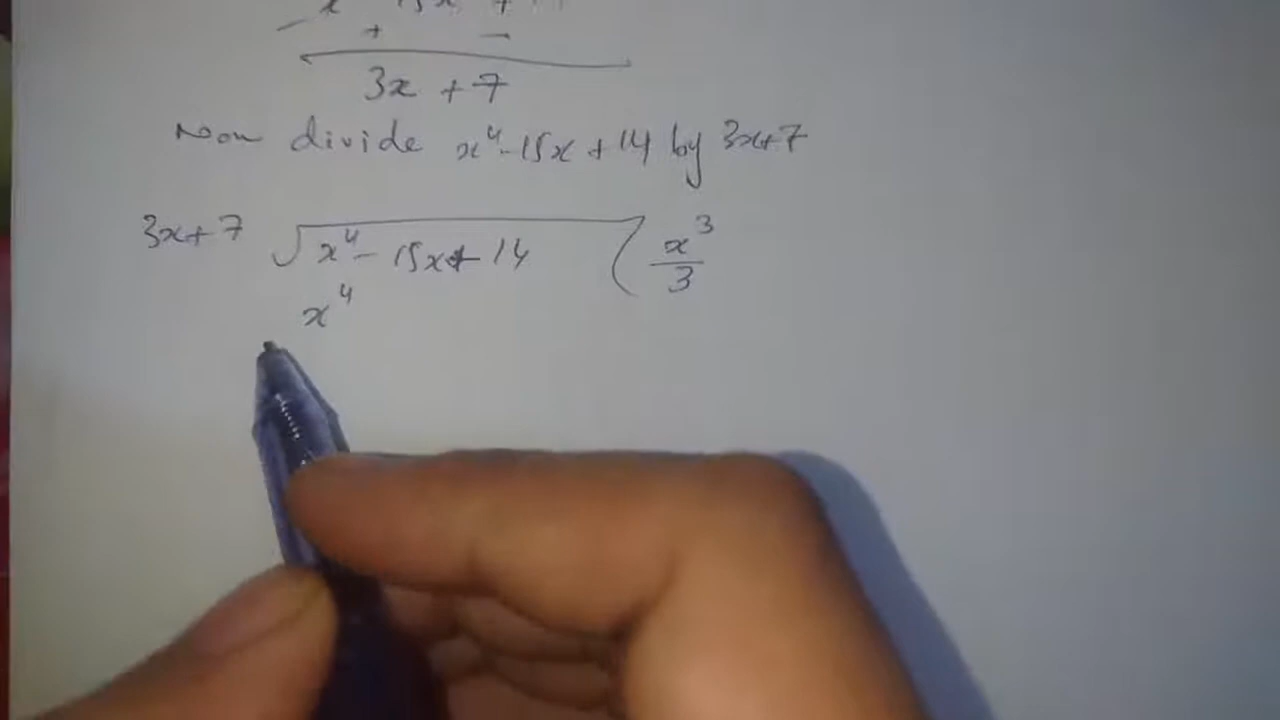 + −
3x + 7
Now divide x⁴ - 15x + 14 by 3x+7
3x+7 √x⁴ - 15x + 14 ( x³/3
x⁴